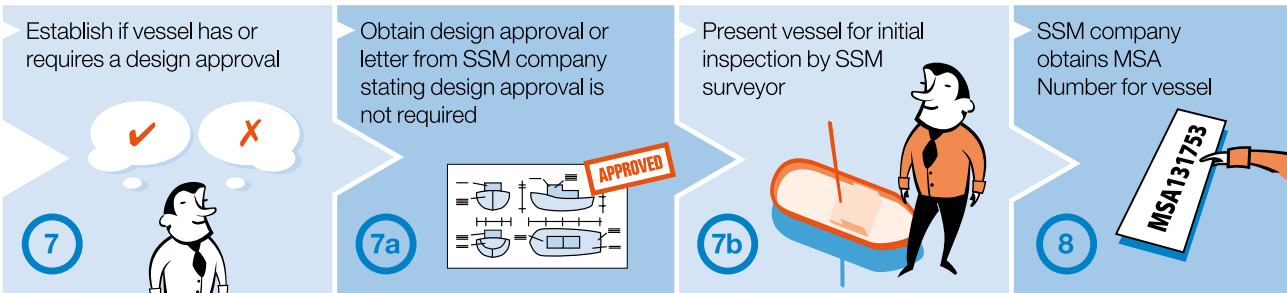 Establish if vessel has or
requires a design approval
7
Obtain design approval or
letter from SSM company
stating design approval is
not required
APPROVED
7a
Present vessel for initial
inspection by SSM
surveyor
7b
SSM company
obtains MSA
Number for vessel
MSA131753
8